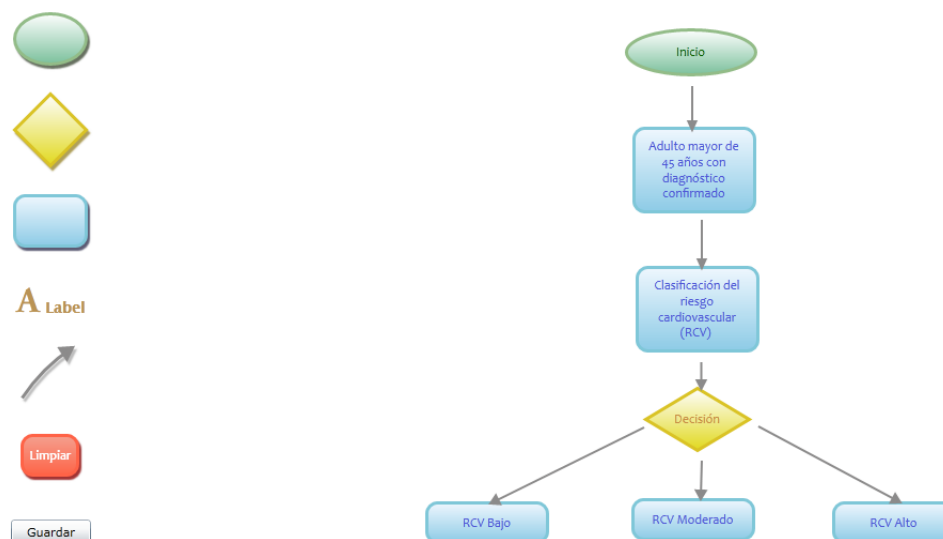 Inicio
Adulto mayor de
45 años con
diagnóstico
confirmado
Clasificación del
riesgo
cardiovascular
(RCV)
A Label
Decisión
Limpiar
RCV Bajo
RCV Moderado
RCV Alto
Guardar